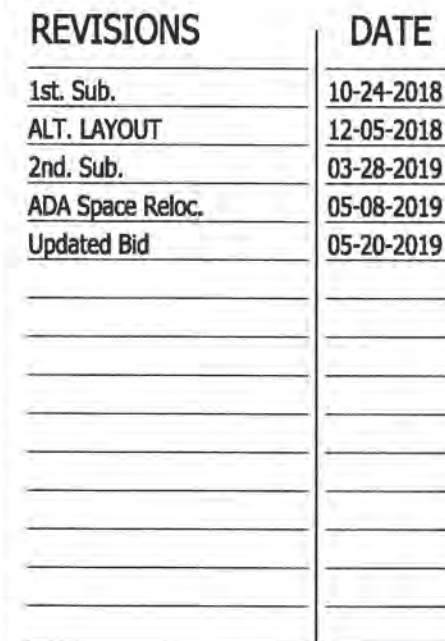 REVISIONS DATE
1st. Sub. 10-24-2018
ALT. LAYOUT 12-05-2018
2nd. Sub. 03-28-2019
ADA Space Reloc. 05-08-2019
Updated Bid 05-20-2019